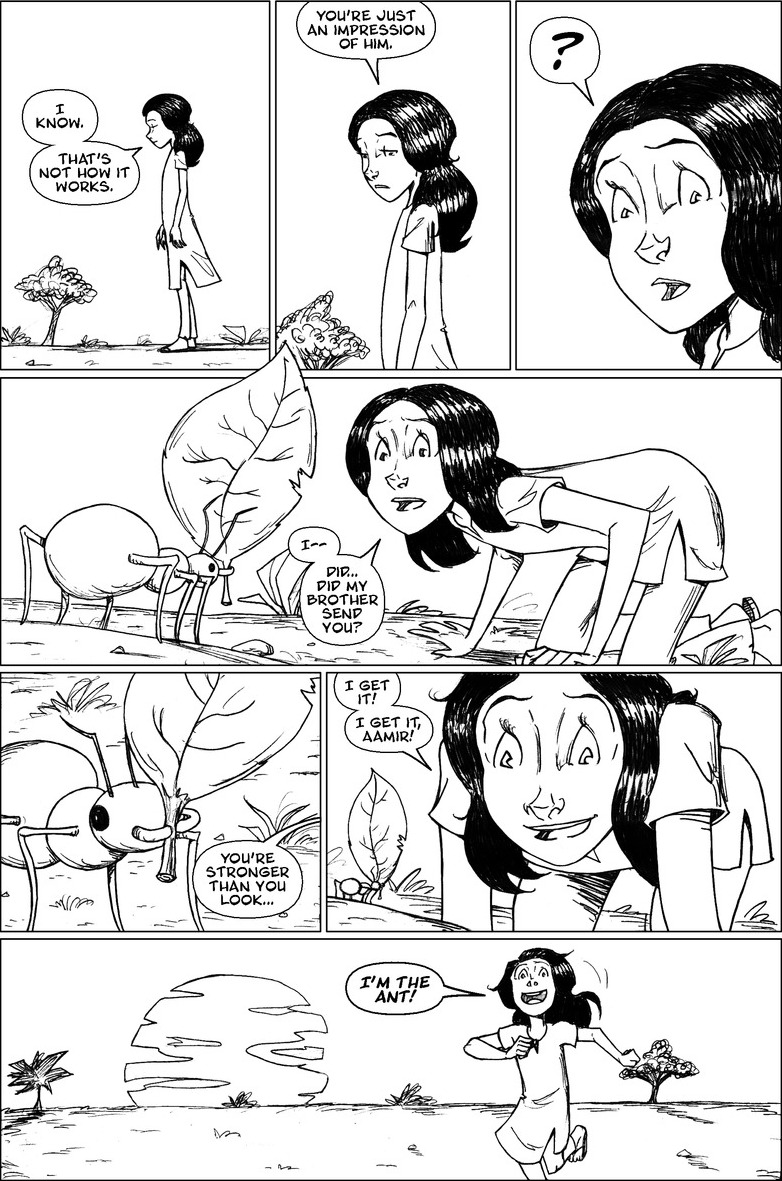 I
KNOW.
THAT'S
NOT HOW IT
WORKS.
YOU'RE JUST
AN IMPRESSION
OF HIM.
?
I--
DID...
DID MY
BROTHER
SEND
YOU?
YOU'RE
STRONGER
THAN YOU
LOOK...
I GET
IT!
I GET IT,
AAMIR!
I'M THE
ANT!